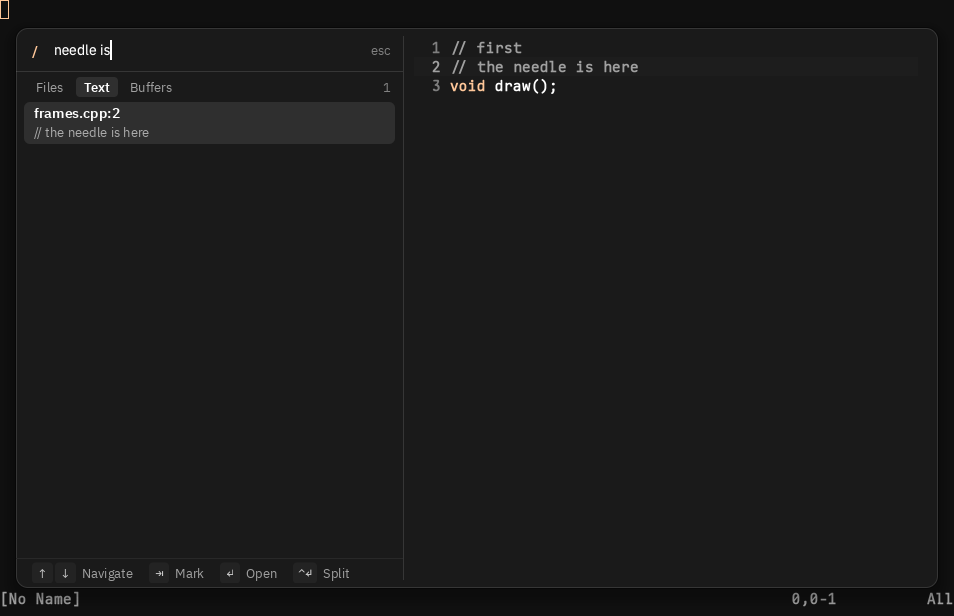 / needle is esc
Files Text Buffers 1
frames.cpp:2
// the needle is here
↑ ↓ Navigate ⇥ Mark ↵ Open ^↵ Split
1 // first
2 // the needle is here
3 void draw();
[No Name] 0,0-1 All